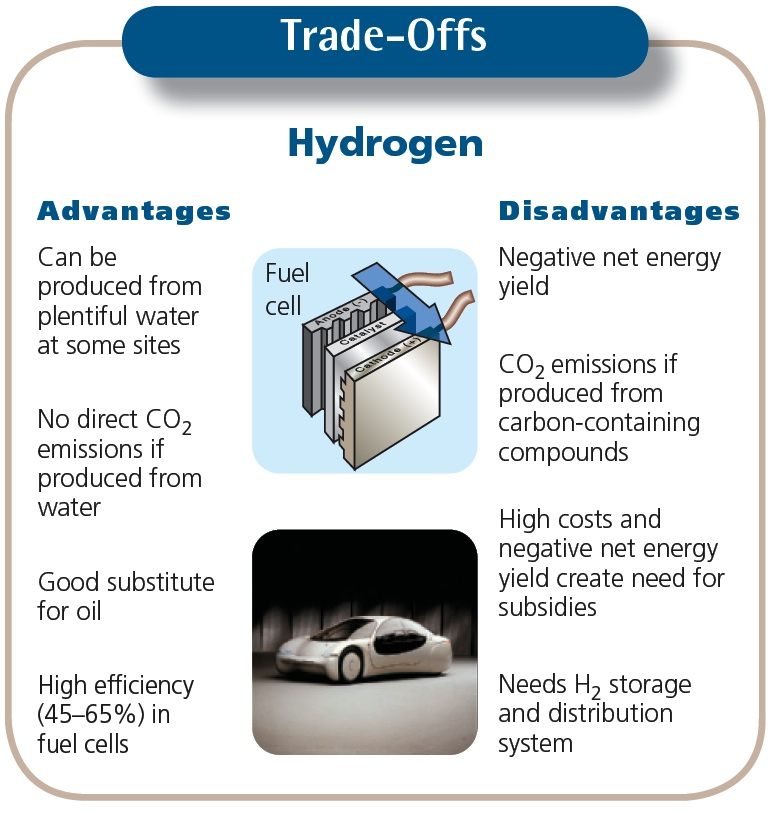 Trade-Offs
Hydrogen
Advantages
Can be
produced from
plentiful water
at some sites
No direct CO₂
emissions if
produced from
water
Good substitute
for oil
High efficiency
(45–65%) in
fuel cells
Fuel
cell
Anode (-)
Catalyst
Cathode (+)
Disadvantages
Negative net energy
yield
CO₂ emissions if
produced from
carbon-containing
compounds
High costs and
negative net energy
yield create need for
subsidies
Needs H₂ storage
and distribution
system